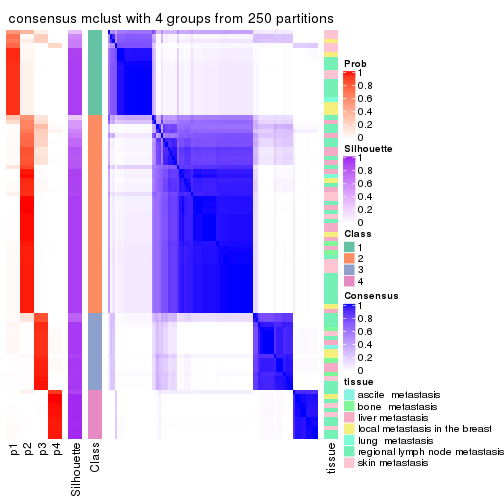 consensus mclust with 4 groups from 250 partitions
Prob
1
0.8
0.6
0.4
0.2
0
Silhouette
1
0.8
0.6
0.4
0.2
0
Class
1
2
3
4
Consensus
1
0.8
0.6
0.4
0.2
0
tissue
ascite metastasis
bone metastasis
liver metastasis
local metastasis in the breast
lung metastasis
regional lymph node metastasis
skin metastasis
p1
p2
p3
p4
Silhouette
Class
tissue